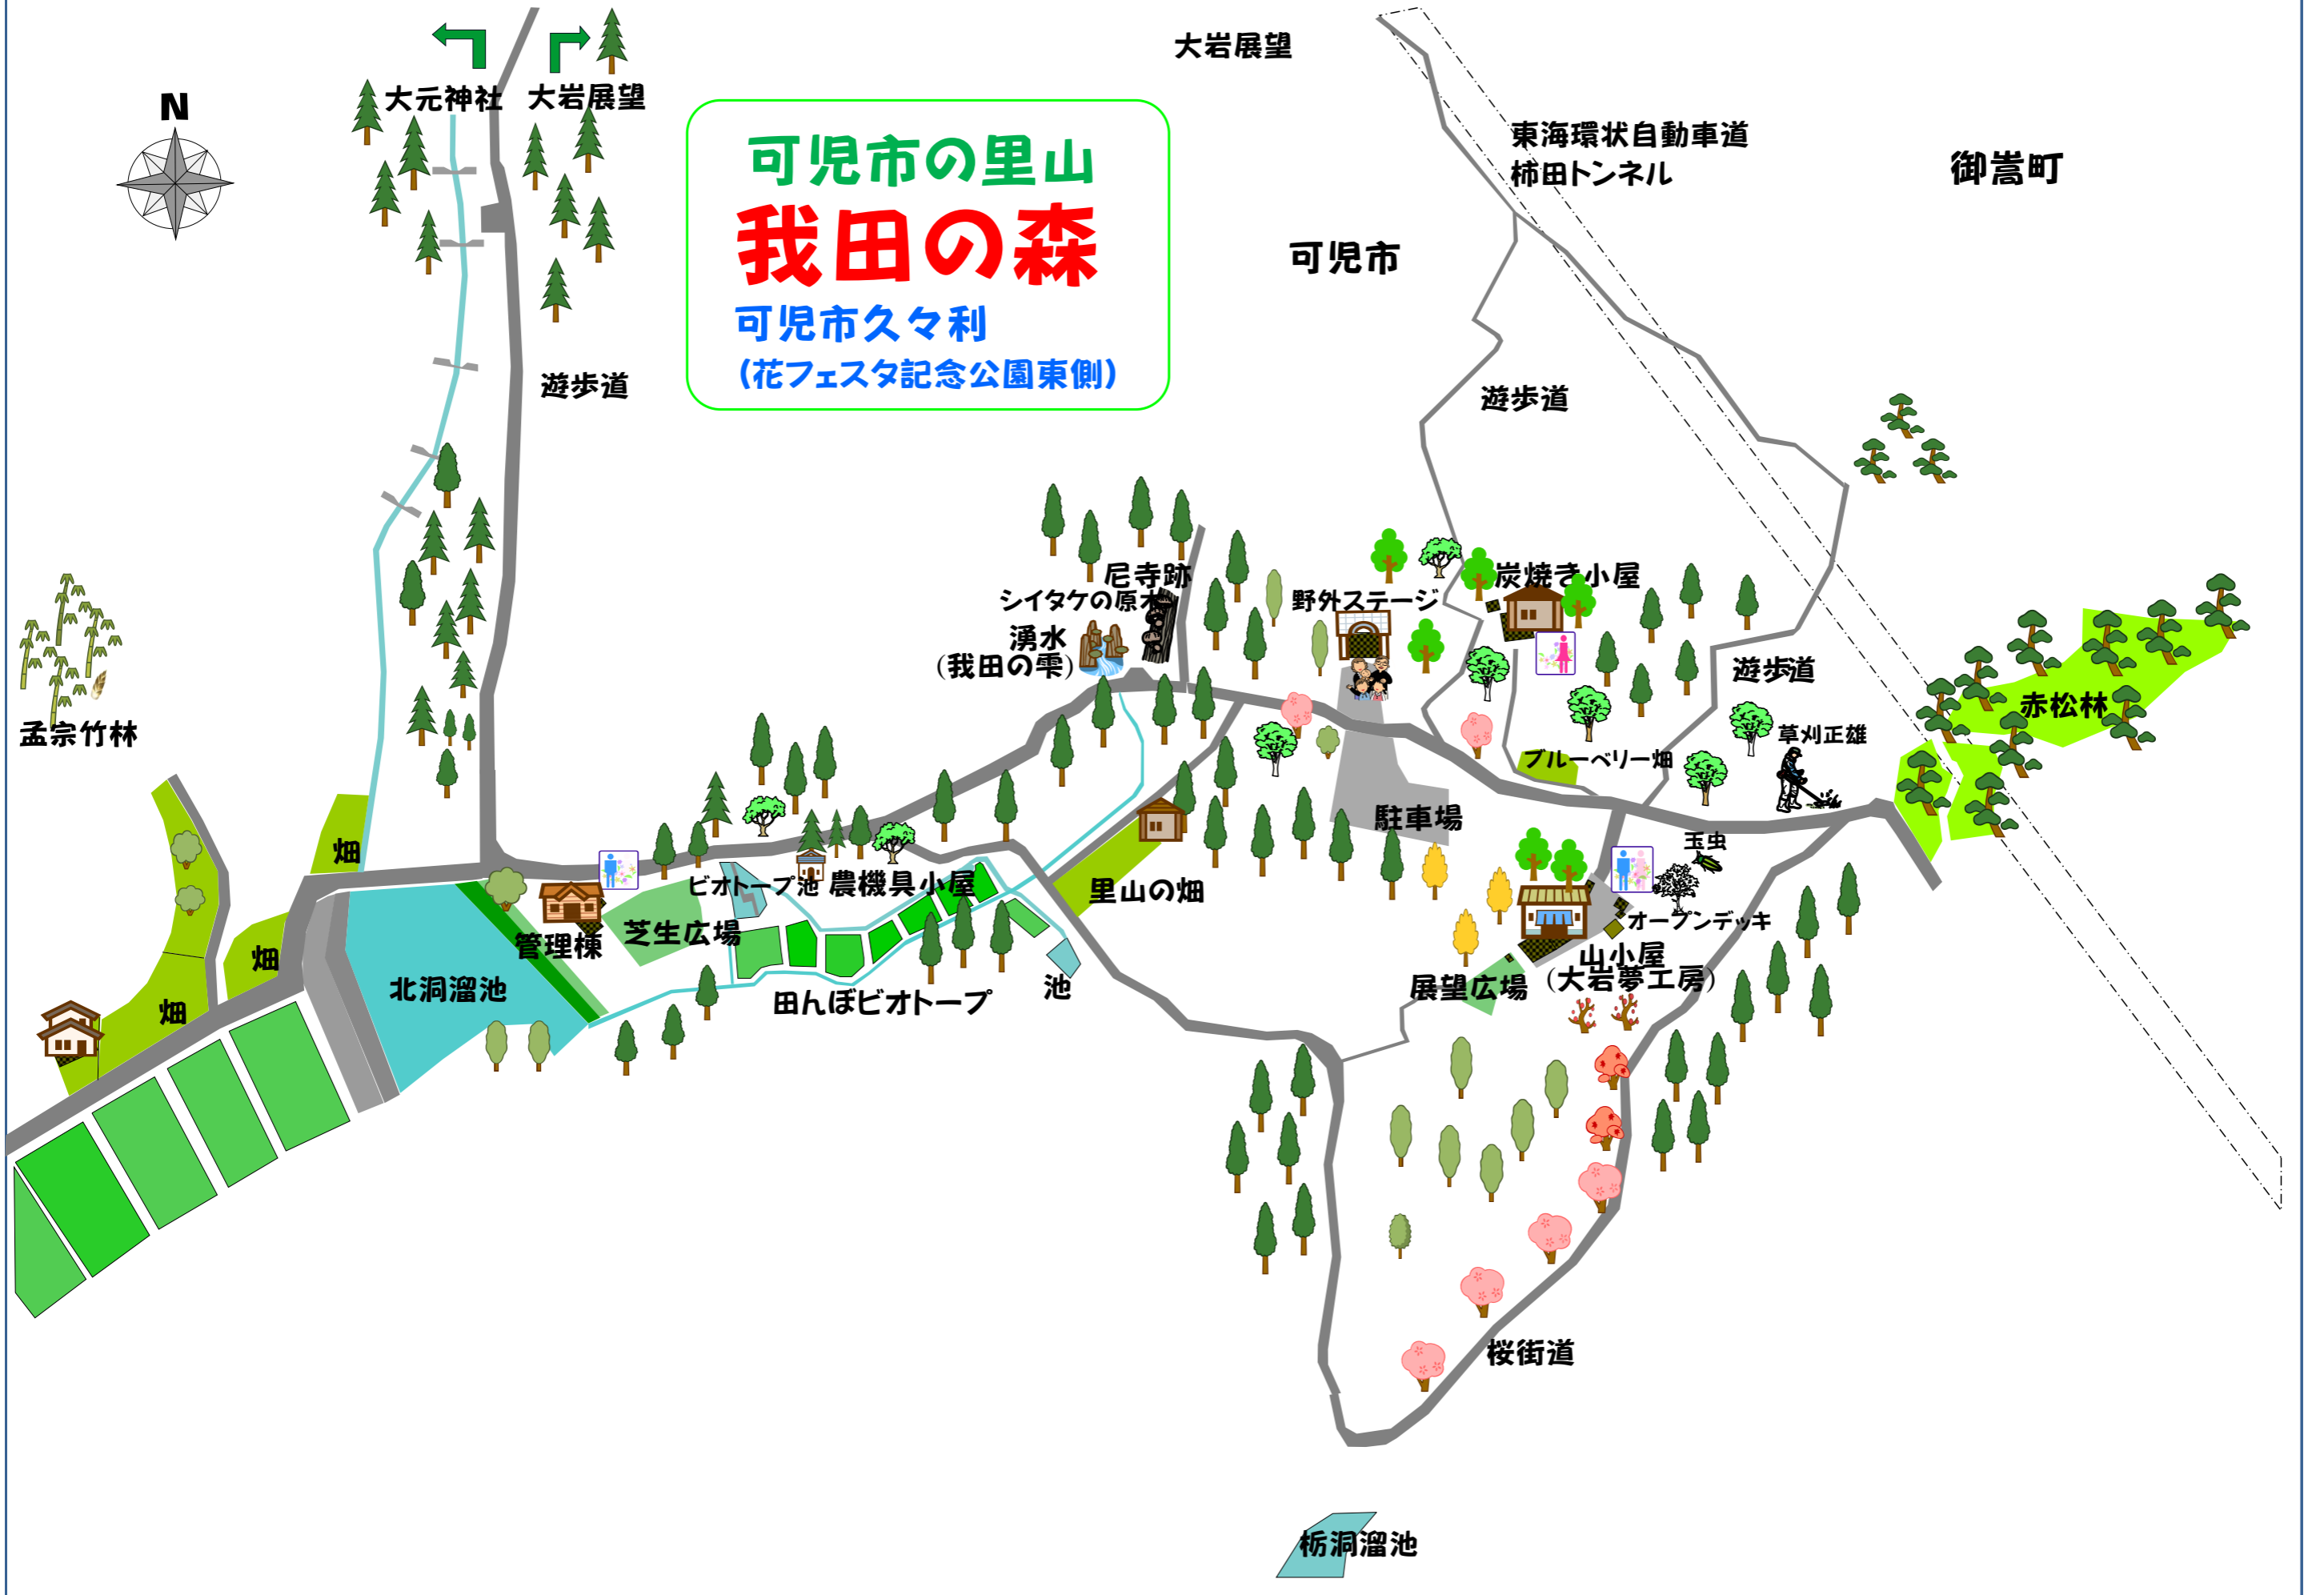 大元神社
大岩展望
大岩展望
N
可児市の里山
我田の森
可児市久々利
(花フェスタ記念公園東側)
東海環状自動車道
柿田トンネル
御嵩町
可児市
遊歩道
遊歩道
尼寺跡
シイタケの原木
湧水
(我田の雫)
野外ステージ
炭焼き小屋
遊歩道
赤松林
孟宗竹林
草刈正雄
ブルーベリー畑
駐車場
玉虫
畑
ビオトープ池
農機具小屋
里山の畑
オープンデッキ
芝生広場
管理棟
山小屋
(大岩夢工房)
展望広場
畑
北洞溜池
池
田んぼビオトープ
畑
桜街道
栃洞溜池